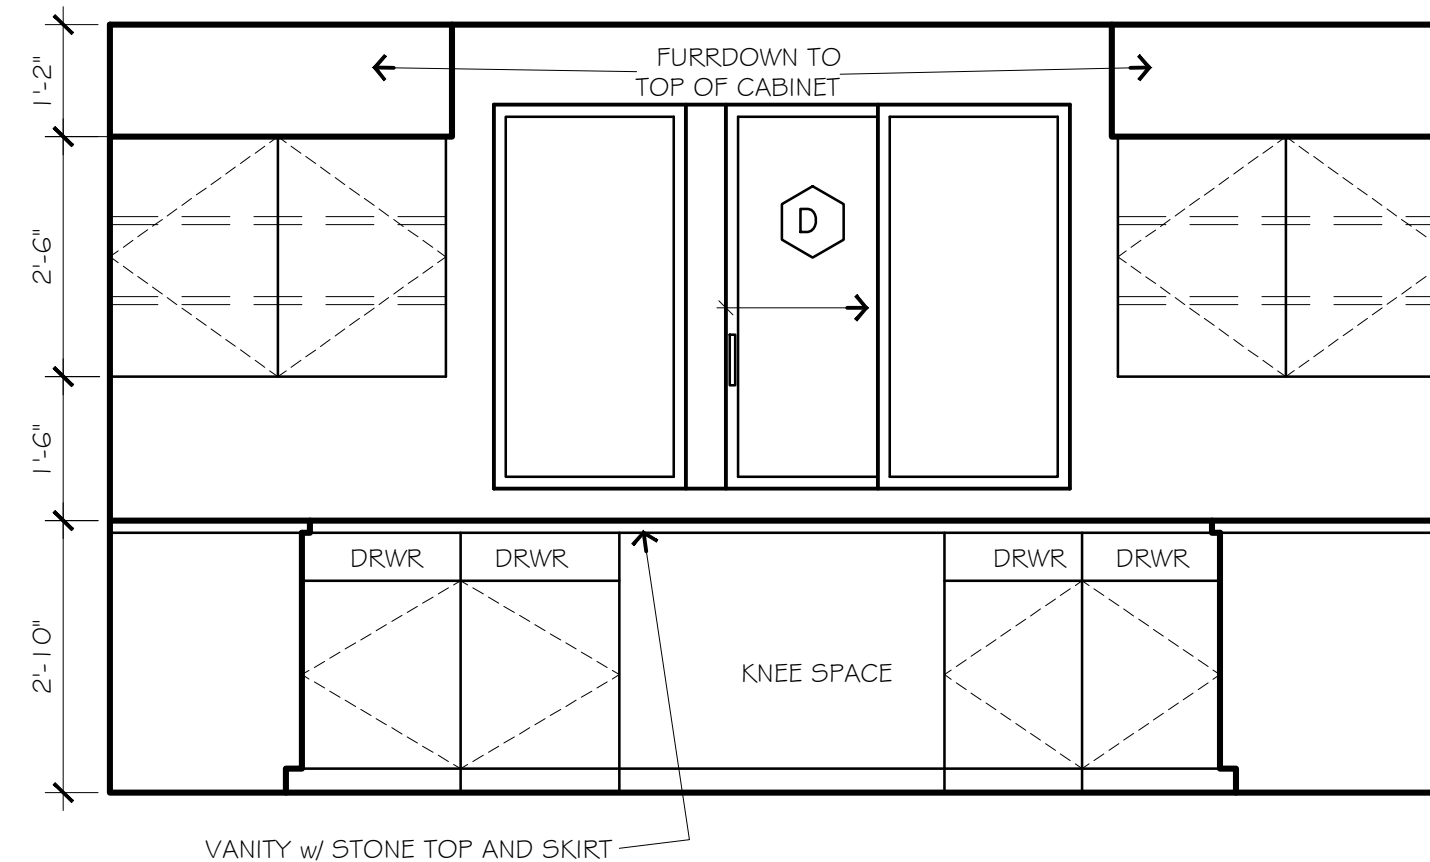 FURRDOWN TO
TOP OF CABINET
1'-2"
2'-6"
D
1'-6"
DRWR DRWR DRWR DRWR
2'-10"
KNEE SPACE
VANITY w/ STONE TOP AND SKIRT